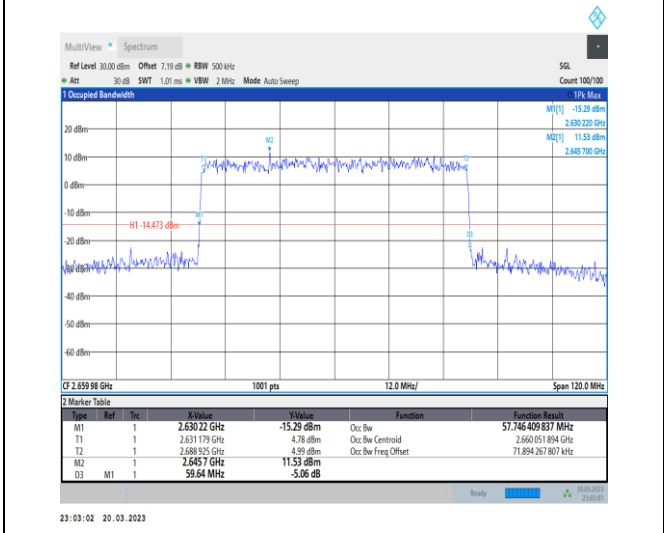 MultiView Spectrum
Ref Level 30.00 dBm Offset 7.19 dB RBW 500 kHz SGL
Att 30 dB SWT 1.01 ms VBW 2 MHz Mode Auto Sweep Count 100/100
1 Occupied Bandwidth 1Pk Max
M1[1] -15.29 dBm
2.630 220 GHz
M2[1] 11.53 dBm
2.645 700 GHz
20 dBm
M2
10 dBm
T1
T2
0 dBm
-10 dBm
M1
H1 -14.473 dBm
D3
-20 dBm
-30 dBm
-40 dBm
-50 dBm
-60 dBm
CF 2.659 98 GHz 1001 pts 12.0 MHz/ Span 120.0 MHz
2 Marker Table
Type Ref Trc X-Value Y-Value Function Function Result
M1 1 2.630 22 GHz -15.29 dBm Occ Bw 57.746 409 837 MHz
T1 1 2.631 179 GHz 4.78 dBm Occ Bw Centroid 2.660 051 894 GHz
T2 1 2.688 925 GHz 4.99 dBm Occ Bw Freq Offset 71.894 267 807 kHz
M2 1 2.645 7 GHz 11.53 dBm
D3 M1 1 59.64 MHz -5.06 dB
Ready 20.03.2023
23:03:01
23:03:02 20.03.2023